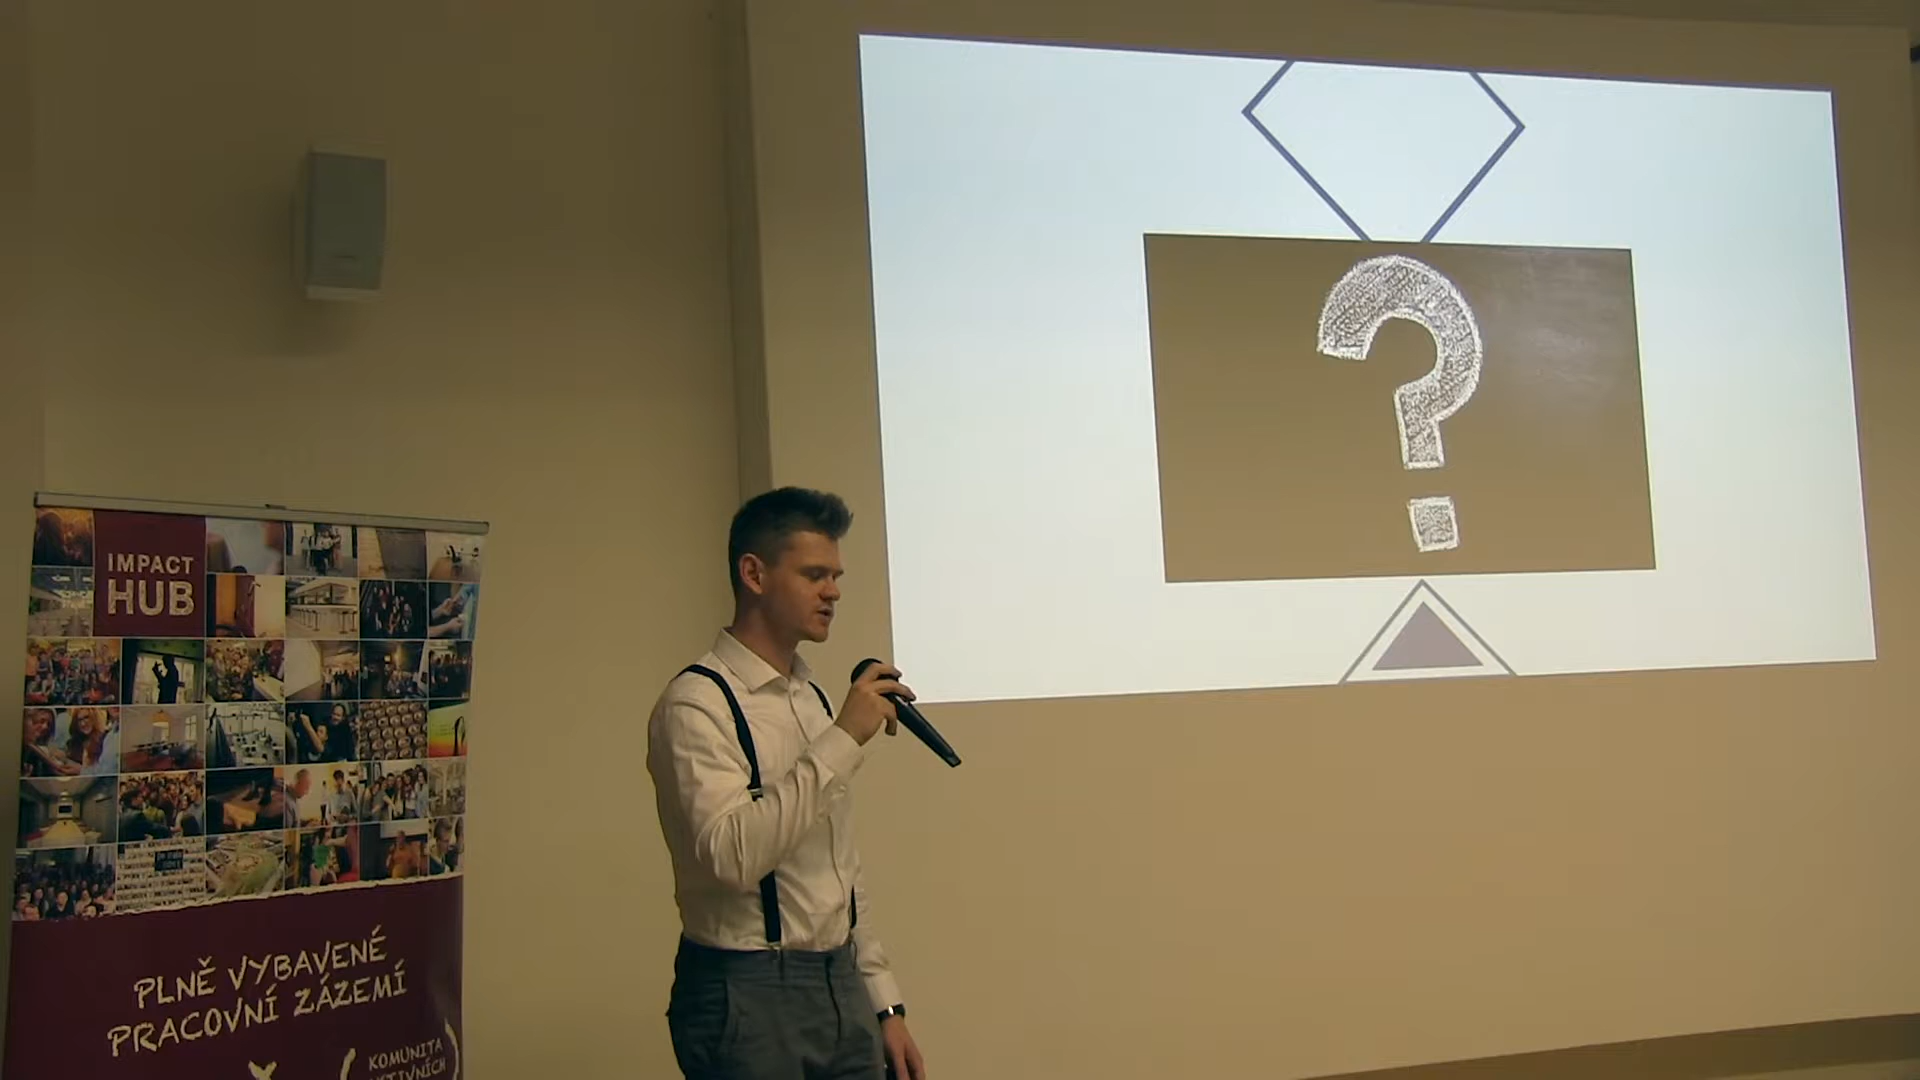 IMPACT
HUB
PLNĚ VYBAVENÉ
PRACOVNÍ ZÁZEMÍ
KOMUNITA
?